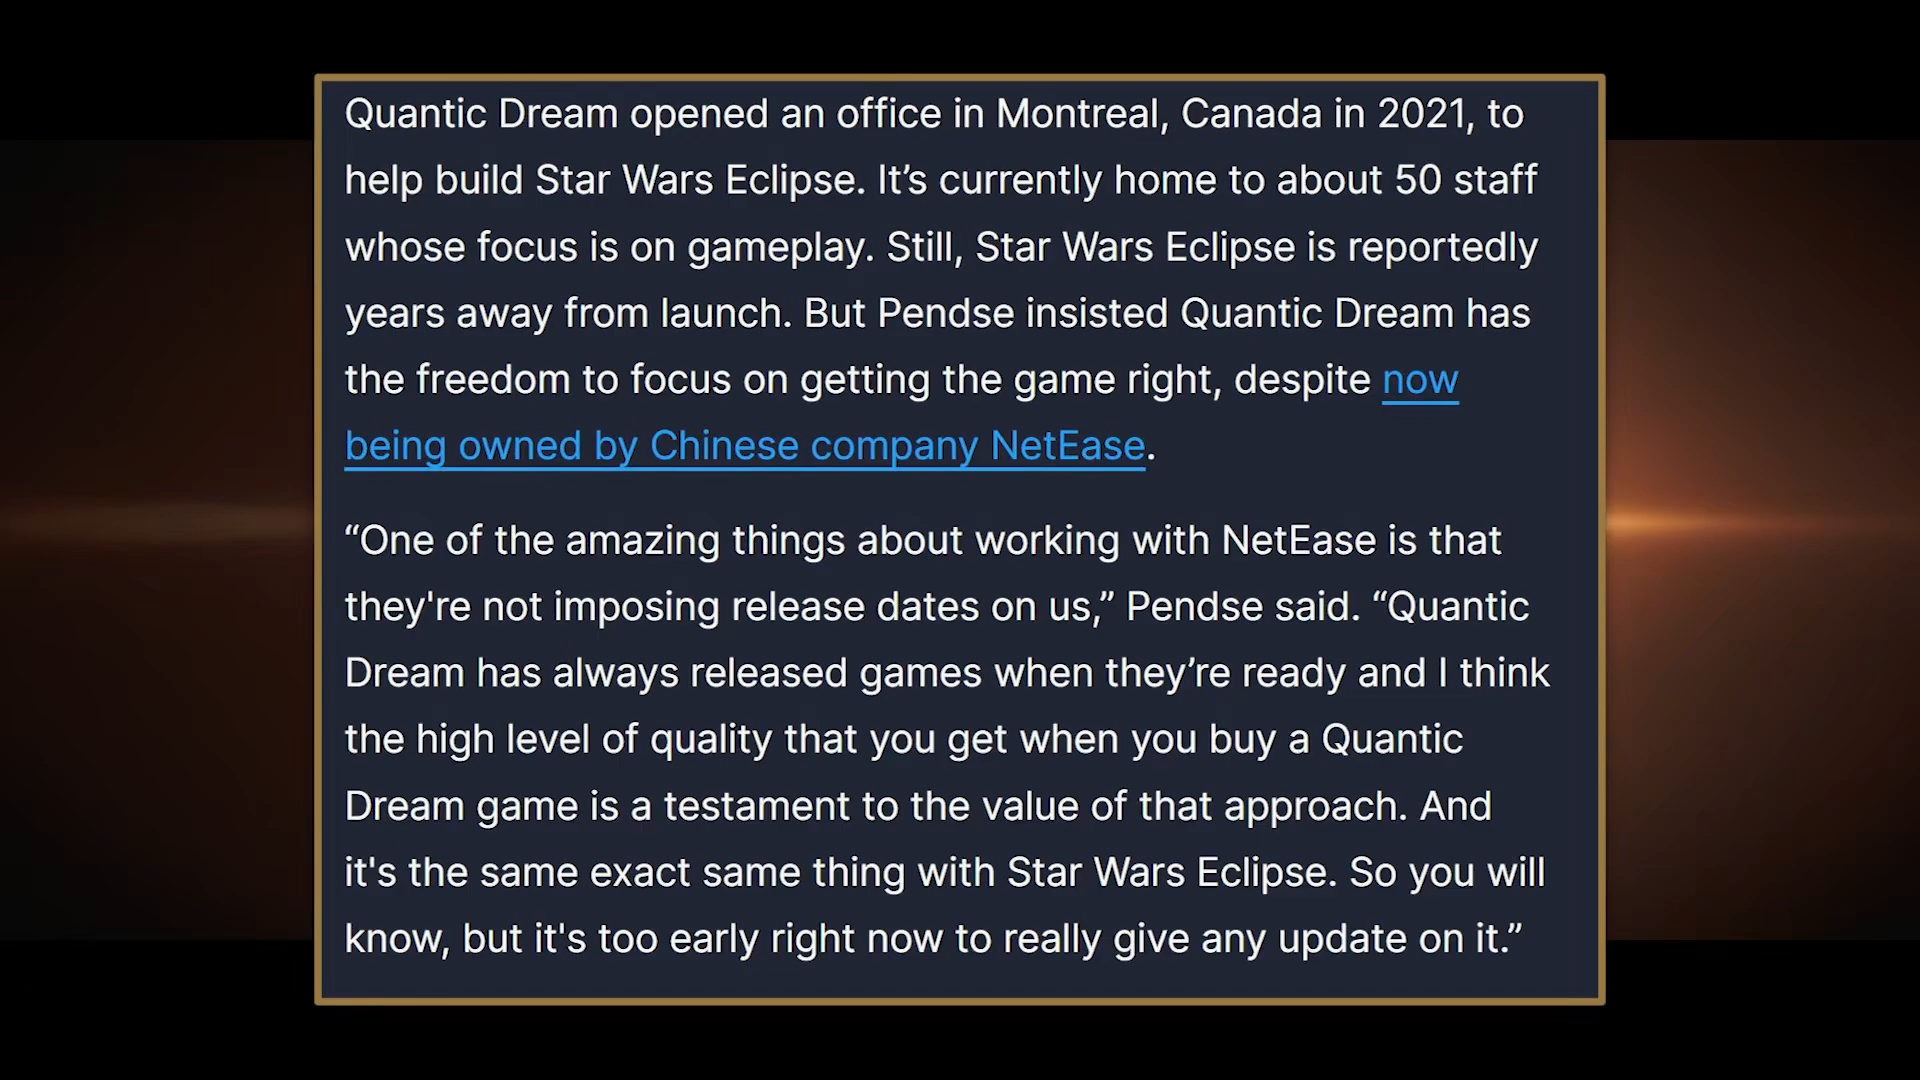 Quantic Dream opened an office in Montreal, Canada in 2021, to
help build Star Wars Eclipse. It’s currently home to about 50 staff
whose focus is on gameplay. Still, Star Wars Eclipse is reportedly
years away from launch. But Pendse insisted Quantic Dream has
the freedom to focus on getting the game right, despite now
being owned by Chinese company NetEase.
“One of the amazing things about working with NetEase is that
they're not imposing release dates on us,” Pendse said. “Quantic
Dream has always released games when they’re ready and I think
the high level of quality that you get when you buy a Quantic
Dream game is a testament to the value of that approach. And
it's the same exact same thing with Star Wars Eclipse. So you will
know, but it's too early right now to really give any update on it.”